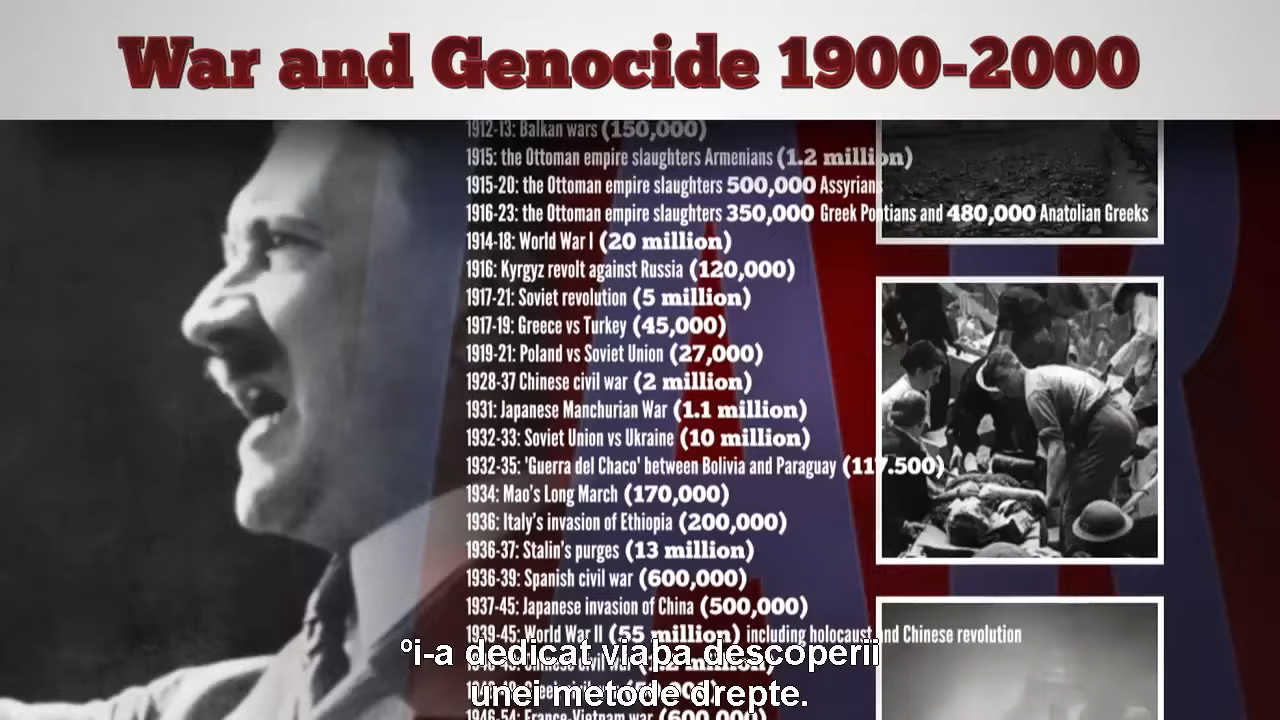 War and Genocide 1900-2000
1912-13: Balkan wars (150,000)
1915: the Ottoman empire slaughters Armenians (1.2 million)
1915-20: the Ottoman empire slaughters 500,000 Assyrians
1916-23: the Ottoman empire slaughters 350,000 Greek Pontians and 480,000 Anatolian Greeks
1914-18: World War I (20 million)
1916: Kyrgyz revolt against Russia (120,000)
1917-21: Soviet revolution (5 million)
1917-19: Greece vs Turkey (45,000)
1919-21: Poland vs Soviet Union (27,000)
1928-37 Chinese civil war (2 million)
1931: Japanese Manchurian War (1.1 million)
1932-33: Soviet Union vs Ukraine (10 million)
1932-35: 'Guerra del Chaco' between Bolivia and Paraguay (117.500)
1934: Mao's Long March (170,000)
1936: Italy's invasion of Ethiopia (200,000)
1936-37: Stalin's purges (13 million)
1936-39: Spanish civil war (600,000)
1937-45: Japanese invasion of China (500,000)
1939-45: World War II (55 million) including holocaust and Chinese revolution
ºi-a dedicat viaþa descoperii
unei metode drepte.
1946-54: France-Vietnam war (600,000)